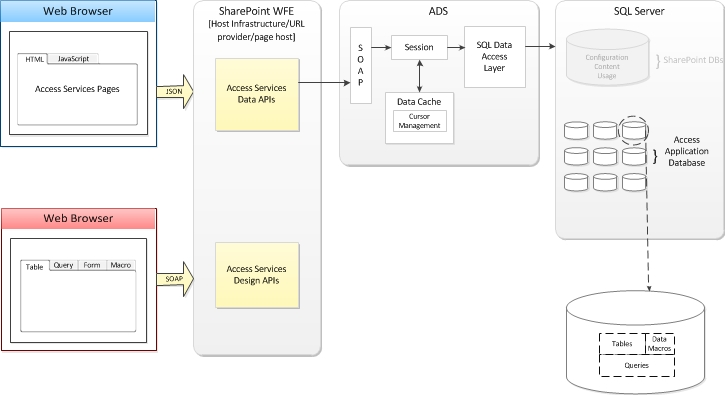 Web Browser
HTML
JavaScript
Access Services Pages
JSON
SharePoint WFE
[Host Infrastructure/URL
provider/page host]
Access Services
Data APIs
ADS
S
O
A
P
Session
SQL Data
Access
Layer
Data Cache
Cursor
Management
SQL Server
Configuration
Content
Usage
} SharePoint DBs
} Access
Application
Database
Web Browser
Table
Query
Form
Macro
SOAP
Access Services
Design APIs
Tables
Data
Macros
Queries